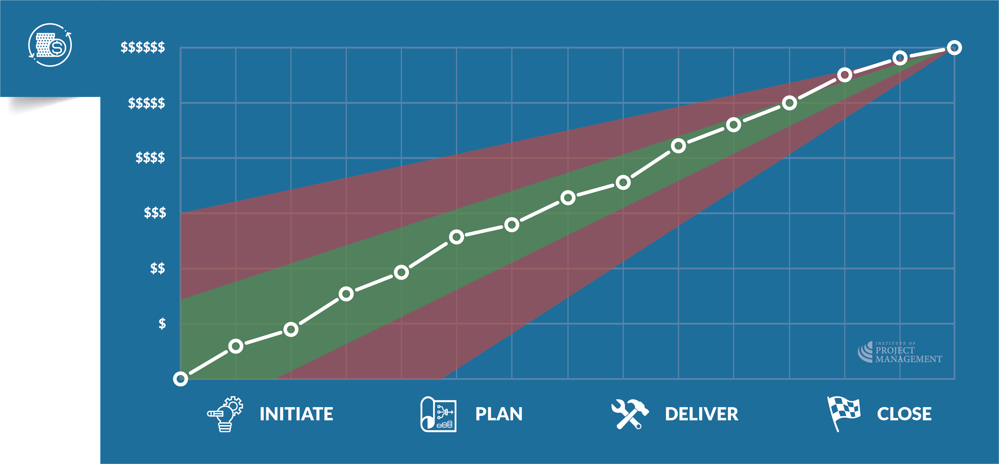 $$$$$$
$$$$$
$$$$
$$$
$$
$
INSTITUTE OF
PROJECT
MANAGEMENT
INITIATE
PLAN
DELIVER
CLOSE